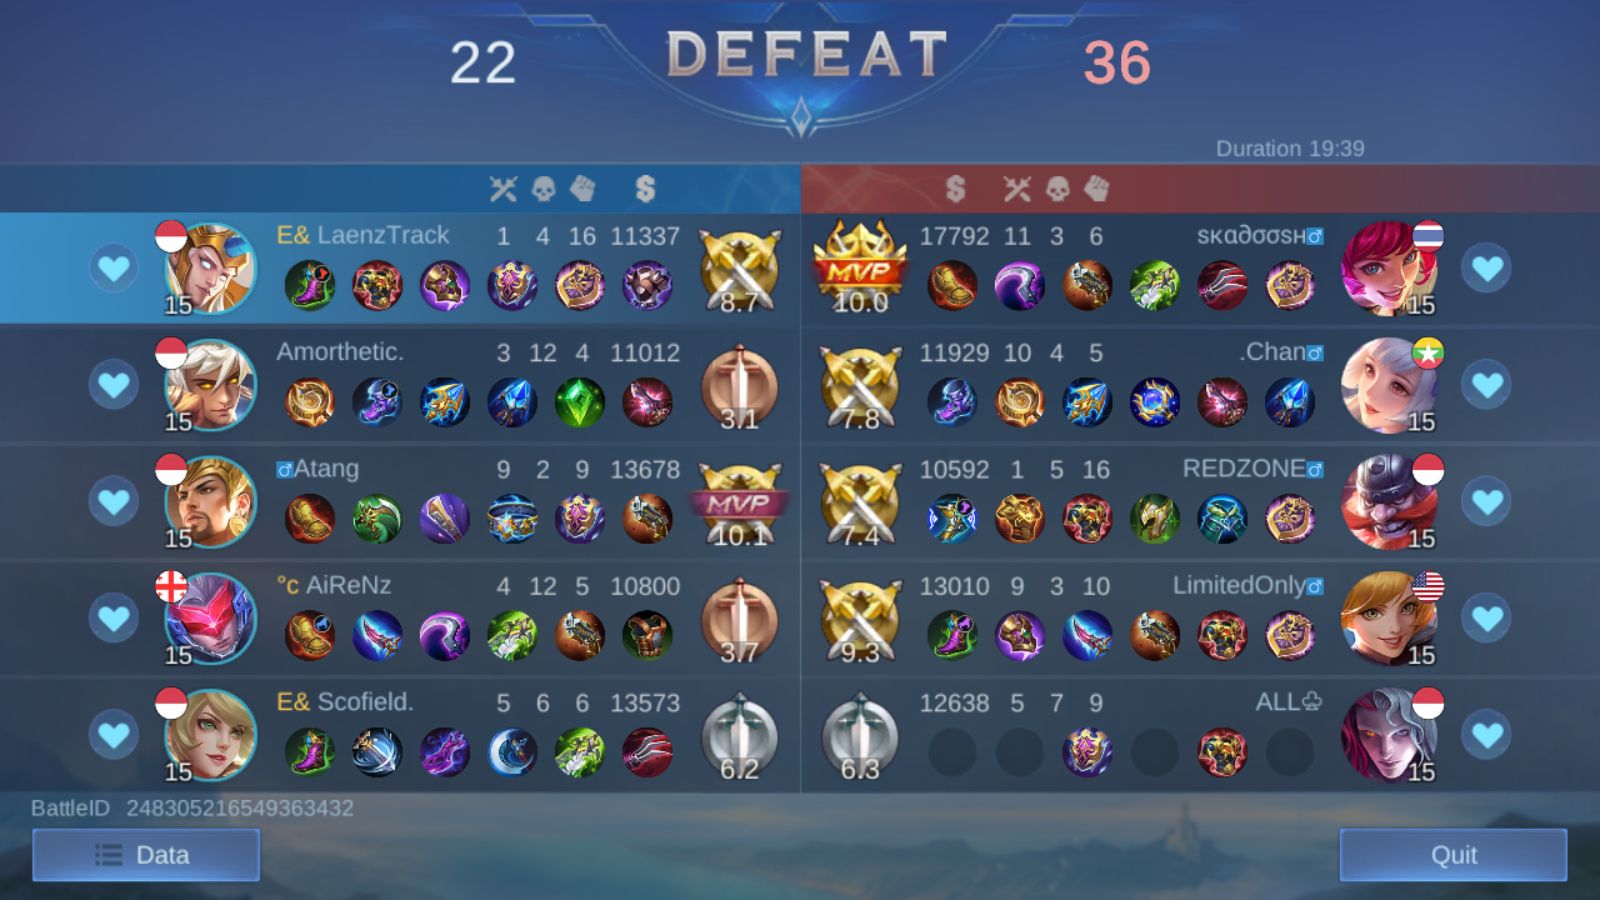 22 DEFEAT 36
Duration 19:39
E& LaenzTrack 1 4 16 11337
15 8.7
MVP 17792 11 3 6 sкα∂σσsн♂
10.0 15
Amorthetic. 3 12 4 11012
15 3.1
11929 10 4 5 .Chan♂
7.8 15
♂Atang 9 2 9 13678 MVP
15 10.1
10592 1 5 16 REDZONE♂
7.4 15
°c AiReNz 4 12 5 10800
15 3.7
13010 9 3 10 LimitedOnly♂
9.3 15
E& Scofield. 5 6 6 13573
15 6.2
12638 5 7 9 ALL♧
6.3 15
BattleID 248305216549363432
Data Quit